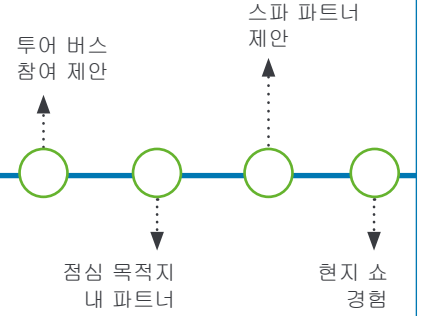 투어 버스
참여 제안
점심 목적지
내 파트너
스파 파트너
제안
현지 쇼
경험